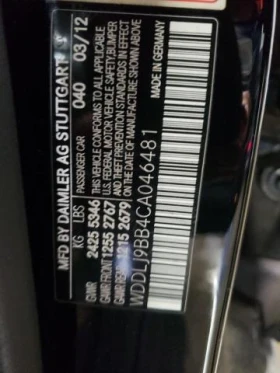 MFD BY DAIMLER AG STUTTGART
040 03/12
PASSENGER CAR
KG LBS
GVWR 2425 5346
GWR FRONT 1255 2767
GWR REAR 1215 2679
THIS VEHICLE CONFORMS TO ALL APPLICABLE
FEDERAL MOTOR VEHICLE SAFETY, BUMPER
AND THEFT PREVENTION STANDARDS IN EFFECT
ON THE DATE OF MANUFACTURE SHOWN ABOVE
WDDLJ9BB4CA046481
MADE IN GERMANY